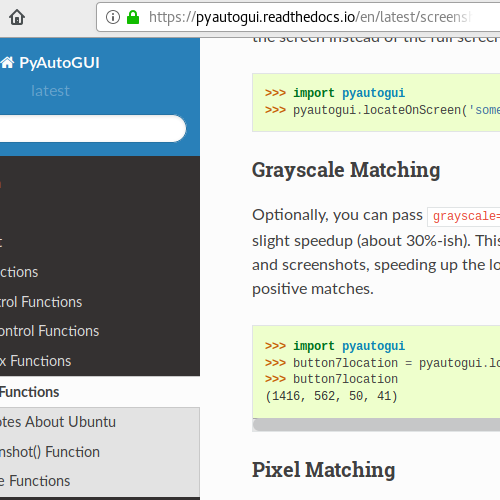 https://pyautogui.readthedocs.io/en/latest/screensh
PyAutoGUI
latest
Functions
the screen instead of the full screen
>>> import pyautogui
>>> pyautogui.locateOnScreen('some
Grayscale Matching
Optionally, you can pass grayscale=
slight speedup (about 30%-ish). This
and screenshots, speeding up the lo
positive matches.
>>> import pyautogui
>>> button7location = pyautogui.lo
>>> button7location
(1416, 562, 50, 41)
Pixel Matching
ctions
rol Functions
ontrol Functions
x Functions
otes About Ubuntu
nshot() Function
e Functions